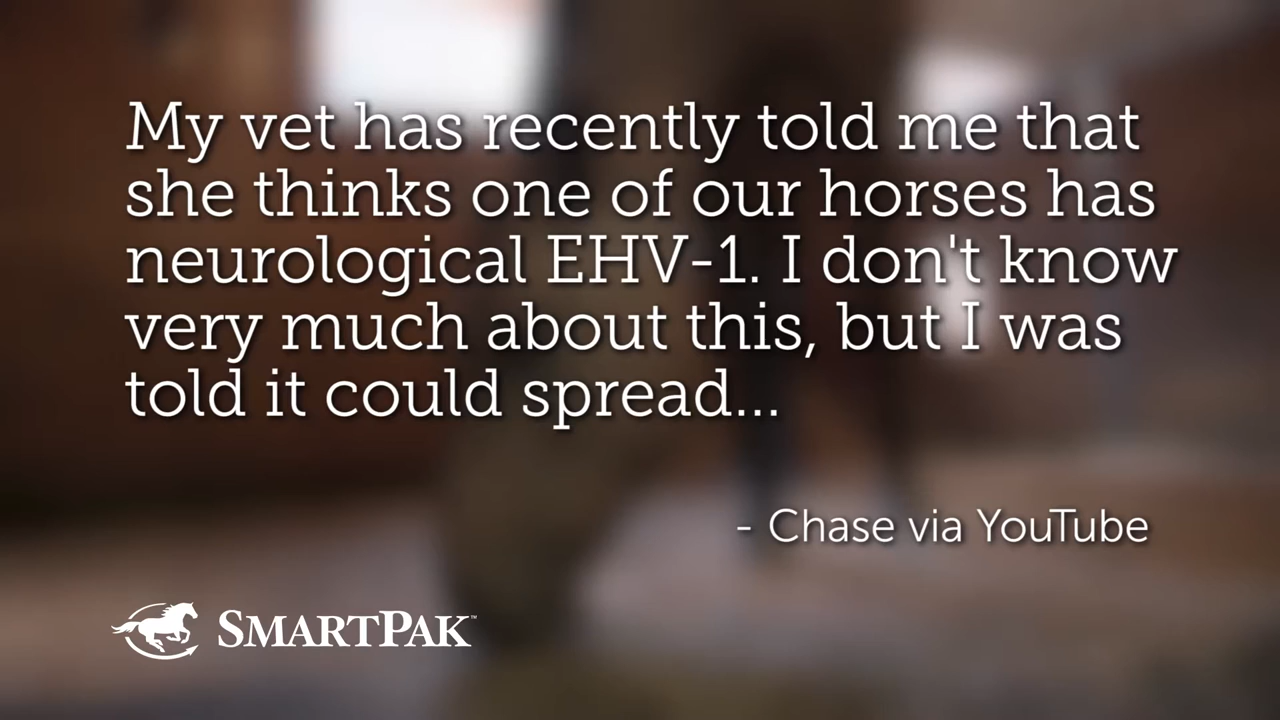 My vet has recently told me that
she thinks one of our horses has
neurological EHV-1. I don't know
very much about this, but I was
told it could spread...
- Chase via YouTube
SMARTPAK™